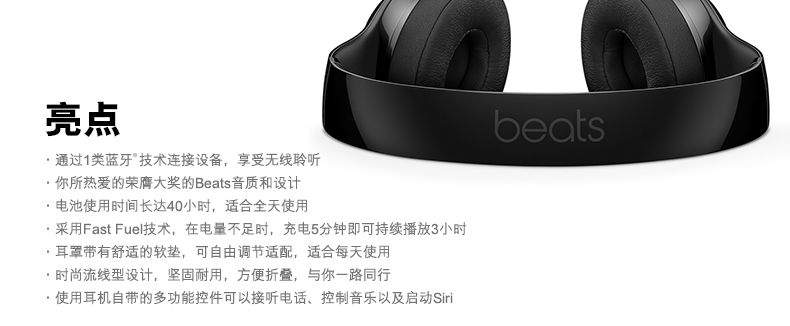 beats
亮点
· 通过1类蓝牙®技术连接设备，享受无线聆听
· 你所热爱的荣膺大奖的Beats音质和设计
· 电池使用时间长达40小时，适合全天使用
· 采用Fast Fuel技术，在电量不足时，充电5分钟即可持续播放3小时
· 耳罩带有舒适的软垫，可自由调节适配，适合每天使用
· 时尚流线型设计，坚固耐用，方便折叠，与你一路同行
· 使用耳机自带的多功能控件可以接听电话、控制音乐以及启动Siri